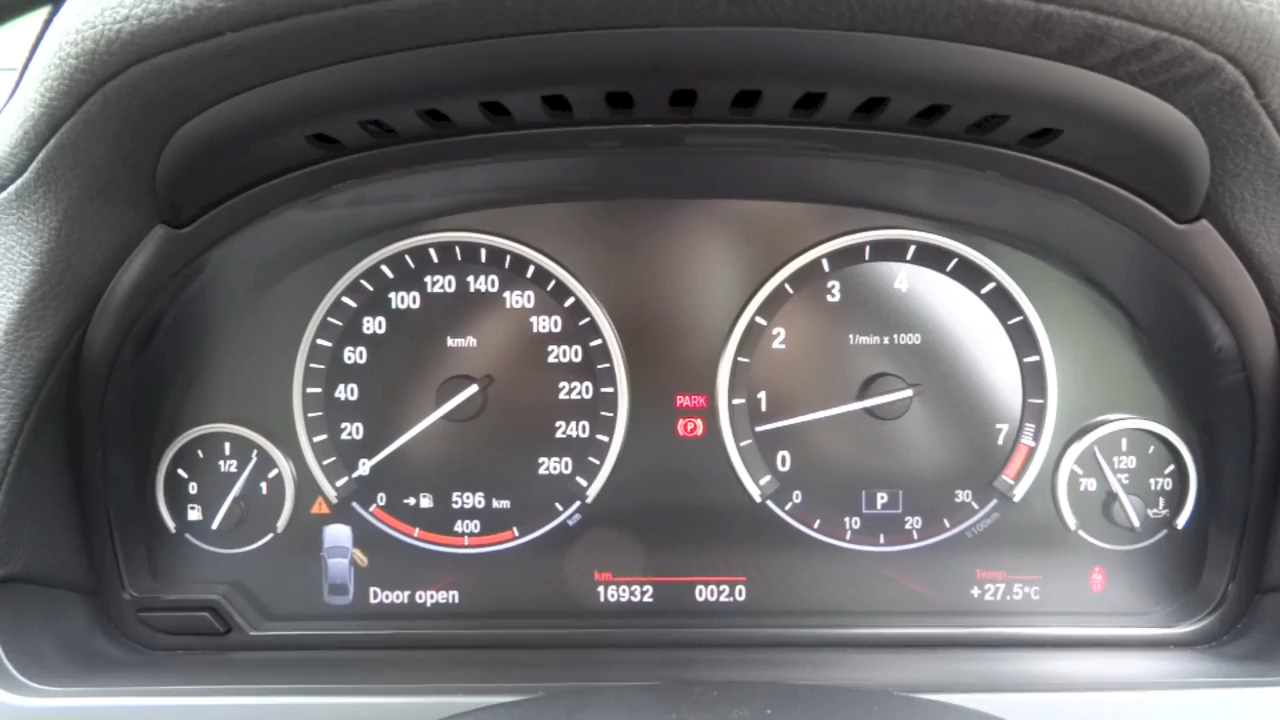 120 140
100 160
80 180
km/h
60 200
40 220
20 240
0 260
3 4
2
1/min x 1000
1
7
0
PARK
P
1/2
0 1
120
°C
70 170
0 596 km
400
km
0 P 30
10 20
l/100km
Door open
km
16932 002.0
Temp
+27.5°C